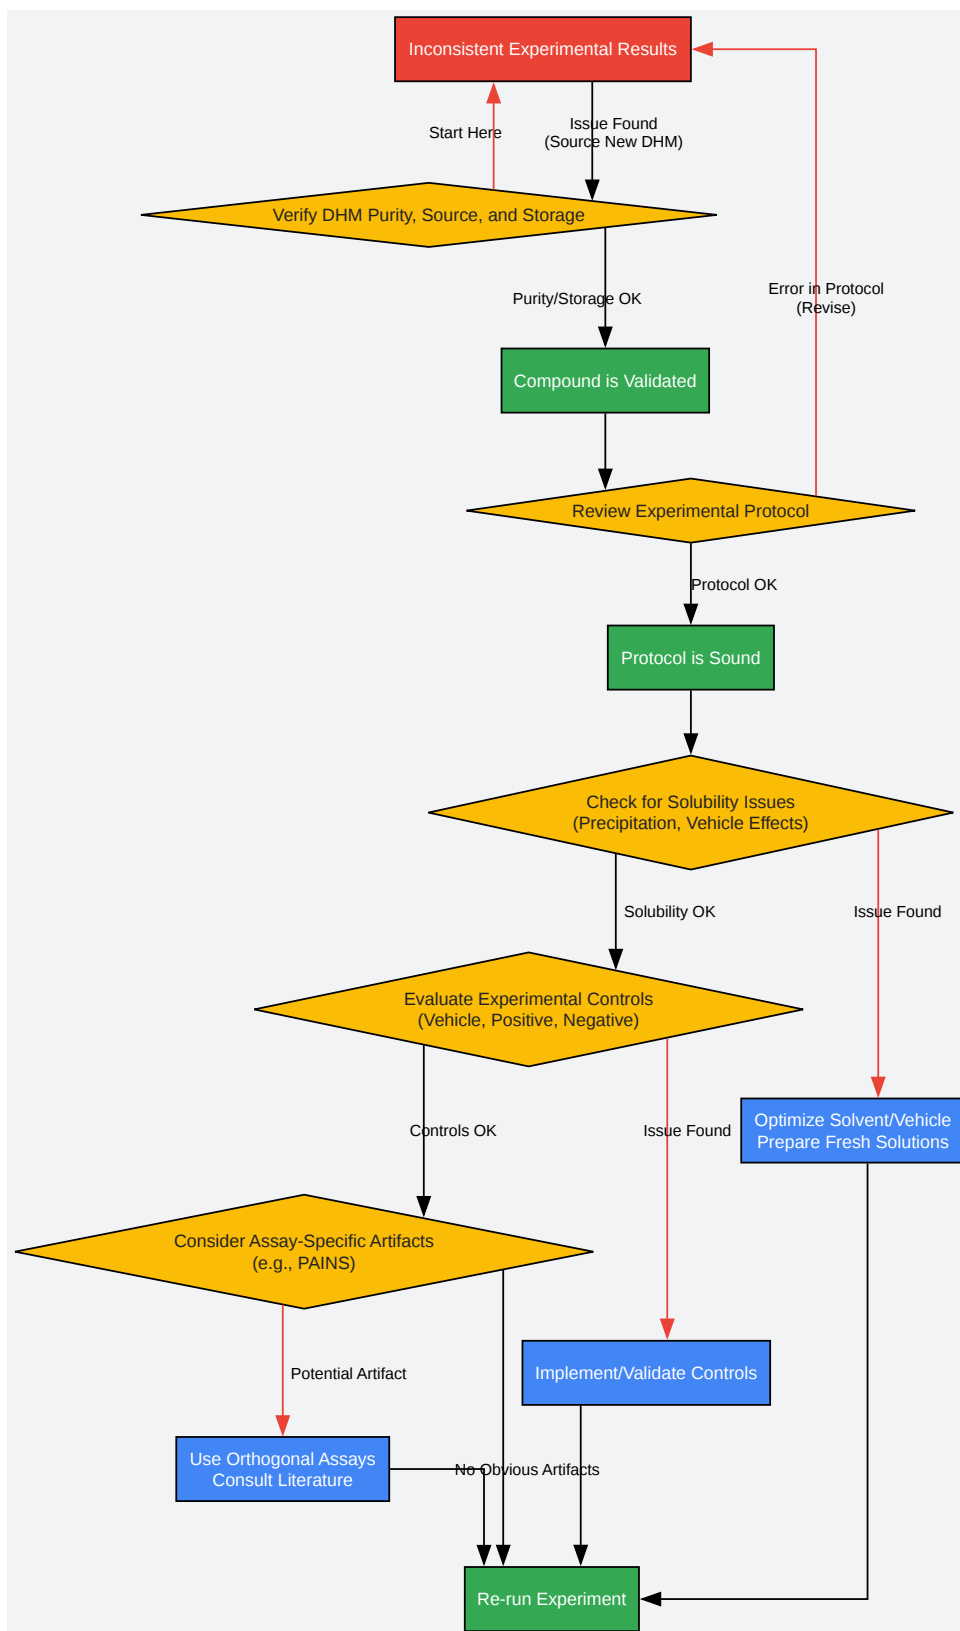 Inconsistent Experimental Results
Start Here
Issue Found
(Source New DHM)
Verify DHM Purity, Source, and Storage
Purity/Storage OK
Error in Protocol
(Revise)
Compound is Validated
Review Experimental Protocol
Protocol OK
Protocol is Sound
Check for Solubility Issues
(Precipitation, Vehicle Effects)
Solubility OK
Issue Found
Evaluate Experimental Controls
(Vehicle, Positive, Negative)
Controls OK
Issue Found
Optimize Solvent/Vehicle
Prepare Fresh Solutions
Consider Assay-Specific Artifacts
(e.g., PAINS)
Potential Artifact
Implement/Validate Controls
Use Orthogonal Assays
Consult Literature
No Obvious Artifacts
Re-run Experiment